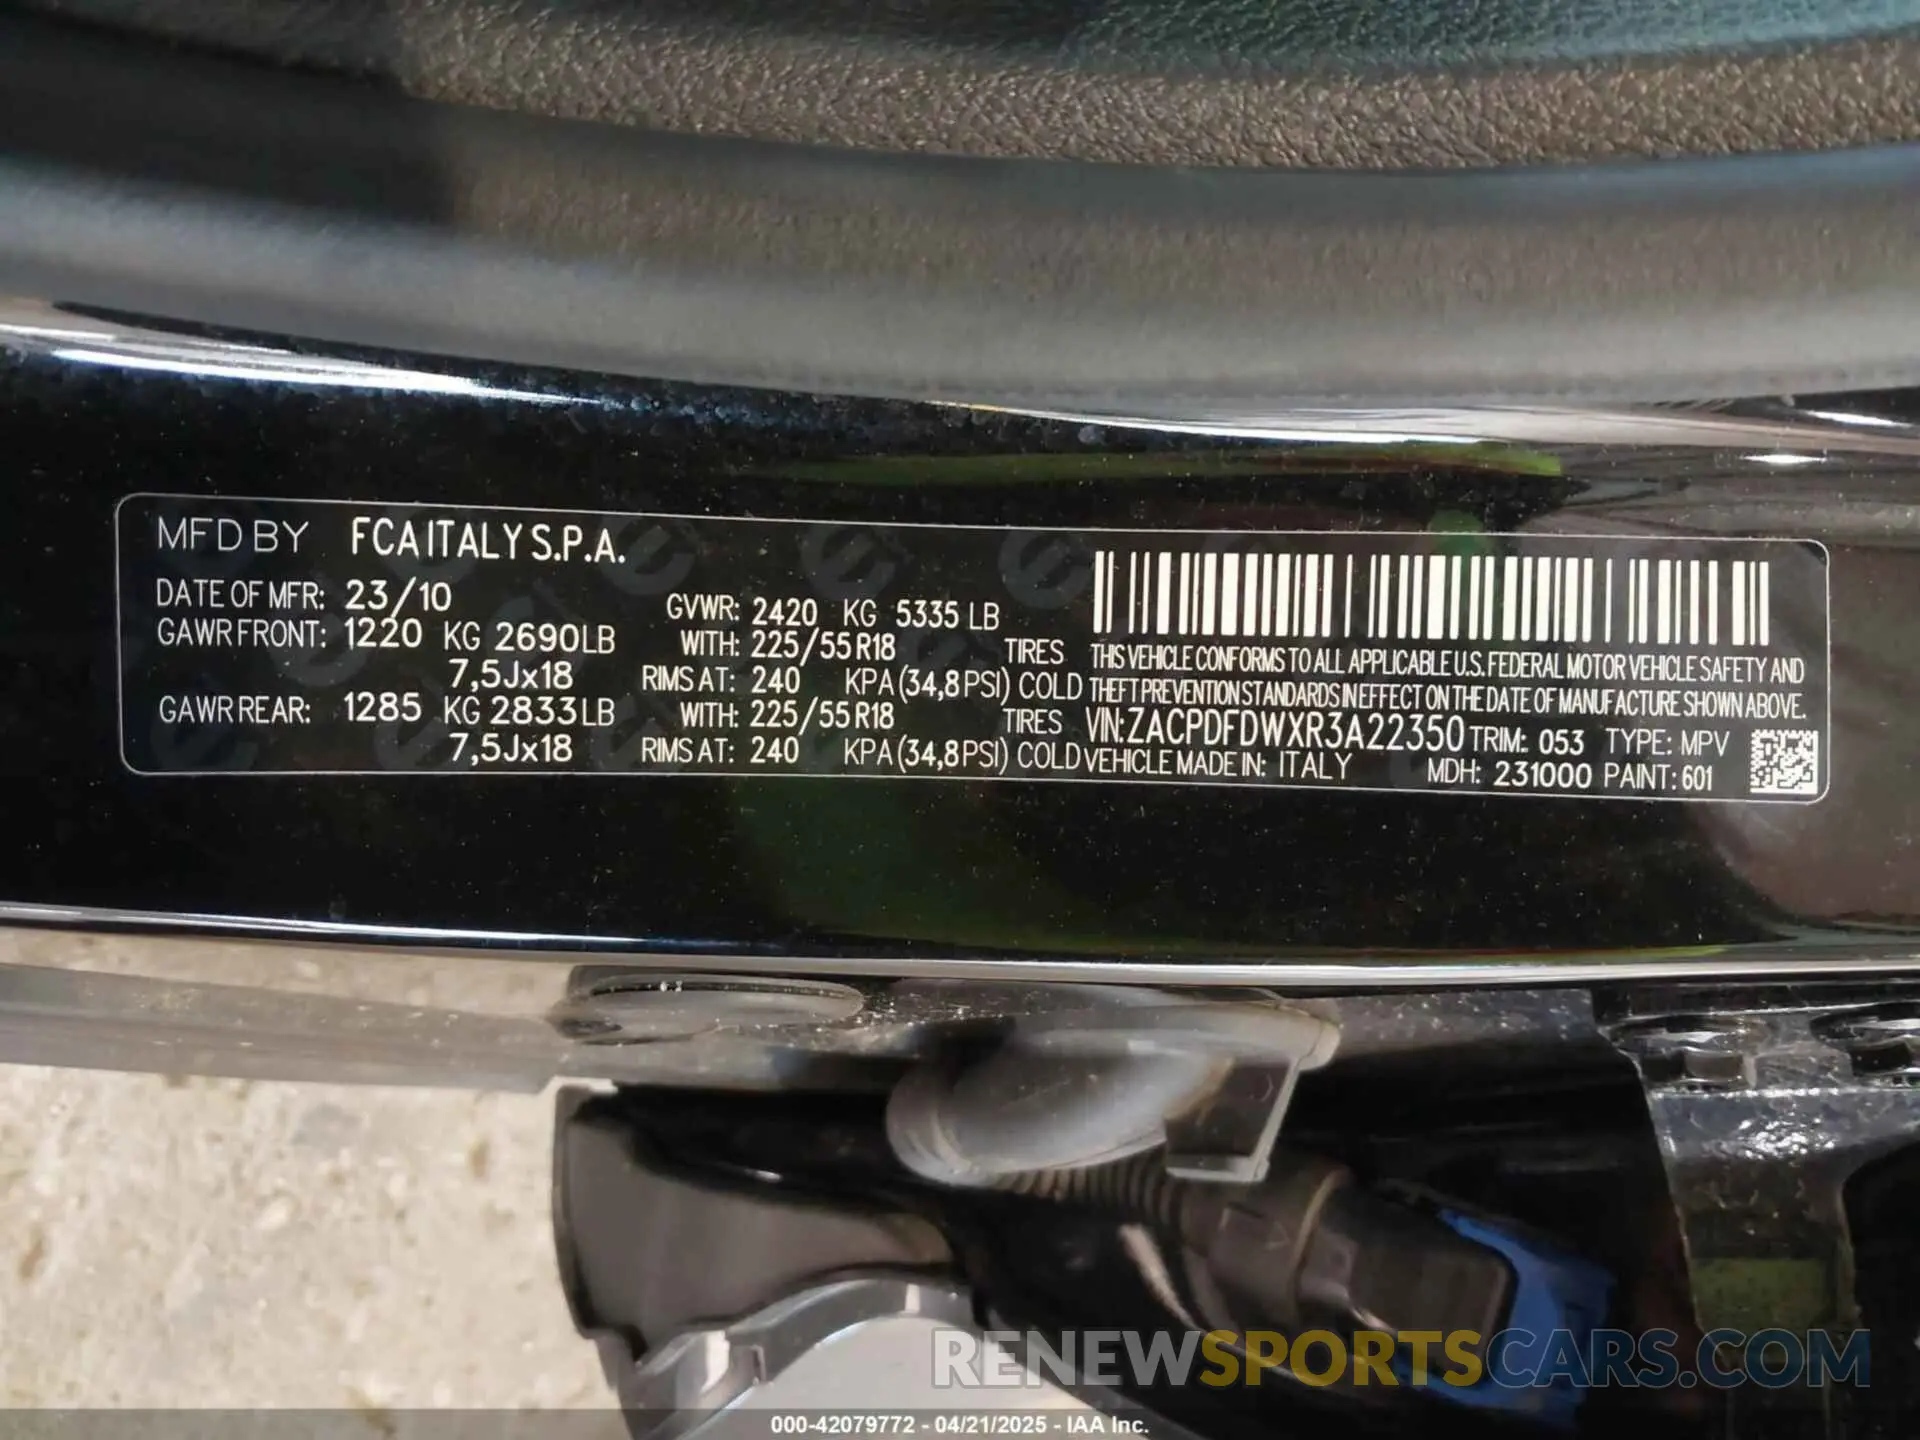 MFD BY FCA ITALY S.P.A.
DATE OF MFR: 23/10
GVWR: 2420 KG 5335 LB
GAWR FRONT: 1220 KG 2690 LB WITH: 225/55 R18 TIRES
7,5Jx18 RIMS AT: 240 KPA (34,8 PSI) COLD
GAWR REAR: 1285 KG 2833 LB WITH: 225/55 R18 TIRES
7,5Jx18 RIMS AT: 240 KPA (34,8 PSI) COLD
THIS VEHICLE CONFORMS TO ALL APPLICABLE U.S. FEDERAL MOTOR VEHICLE SAFETY AND
THEFT PREVENTION STANDARDS IN EFFECT ON THE DATE OF MANUFACTURE SHOWN ABOVE.
VIN: ZACPDFDWXR3A22350 TRIM: 053 TYPE: MPV
VEHICLE MADE IN: ITALY MDH: 231000 PAINT: 601
RENEWSPORTSCARS.COM
000-42079772 - 04/21/2025 - IAA Inc.